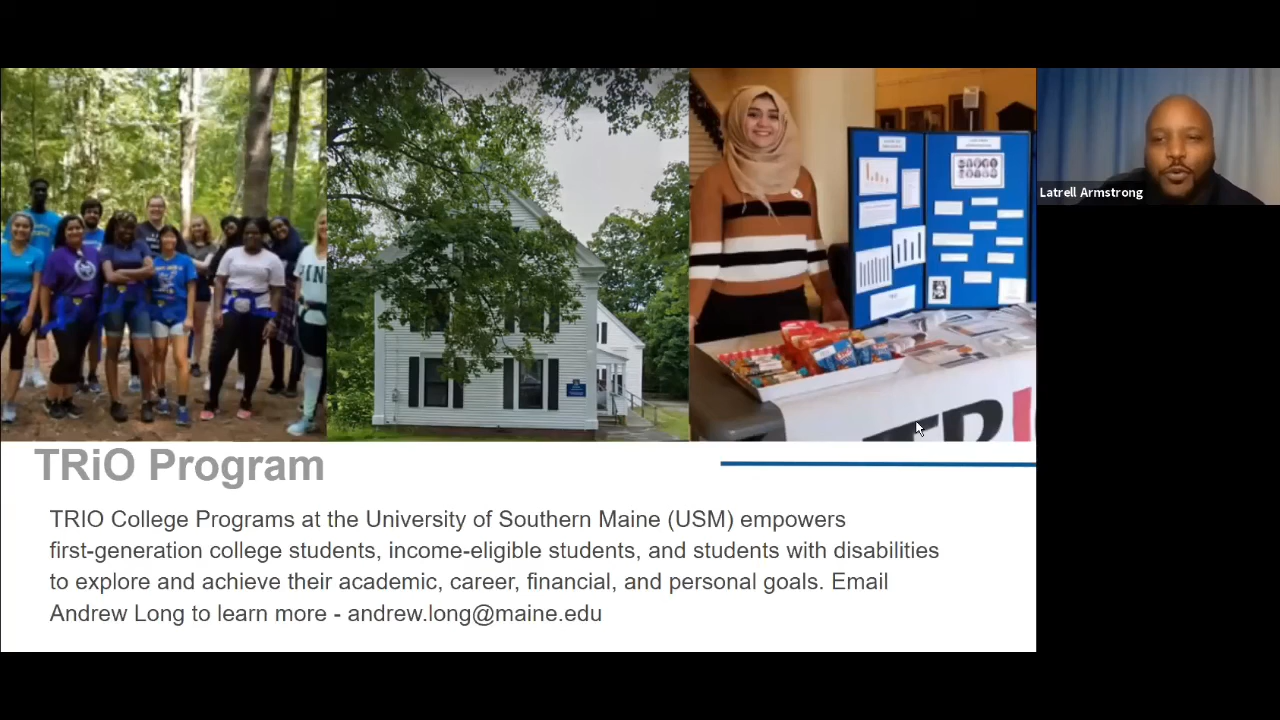 Latrell Armstrong
TRiO Program
TRIO College Programs at the University of Southern Maine (USM) empowers
first-generation college students, income-eligible students, and students with disabilities
to explore and achieve their academic, career, financial, and personal goals. Email
Andrew Long to learn more - andrew.long@maine.edu